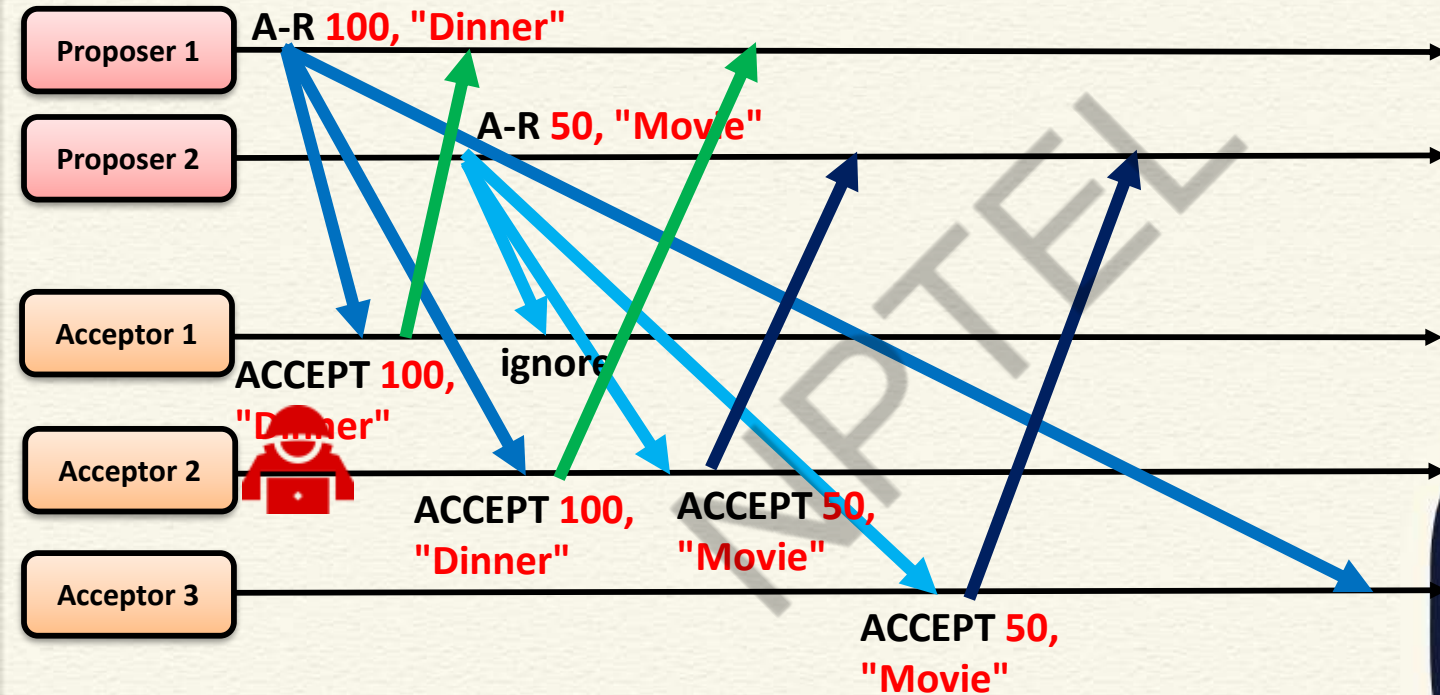 Proposer 1
A-R 100, "Dinner"
Proposer 2
A-R 50, "Movie"
Acceptor 1
ignore
ACCEPT 100,
"Dinner"
Acceptor 2
ACCEPT 100,
"Dinner"
ACCEPT 50,
"Movie"
Acceptor 3
ACCEPT 50,
"Movie"
NPTEL